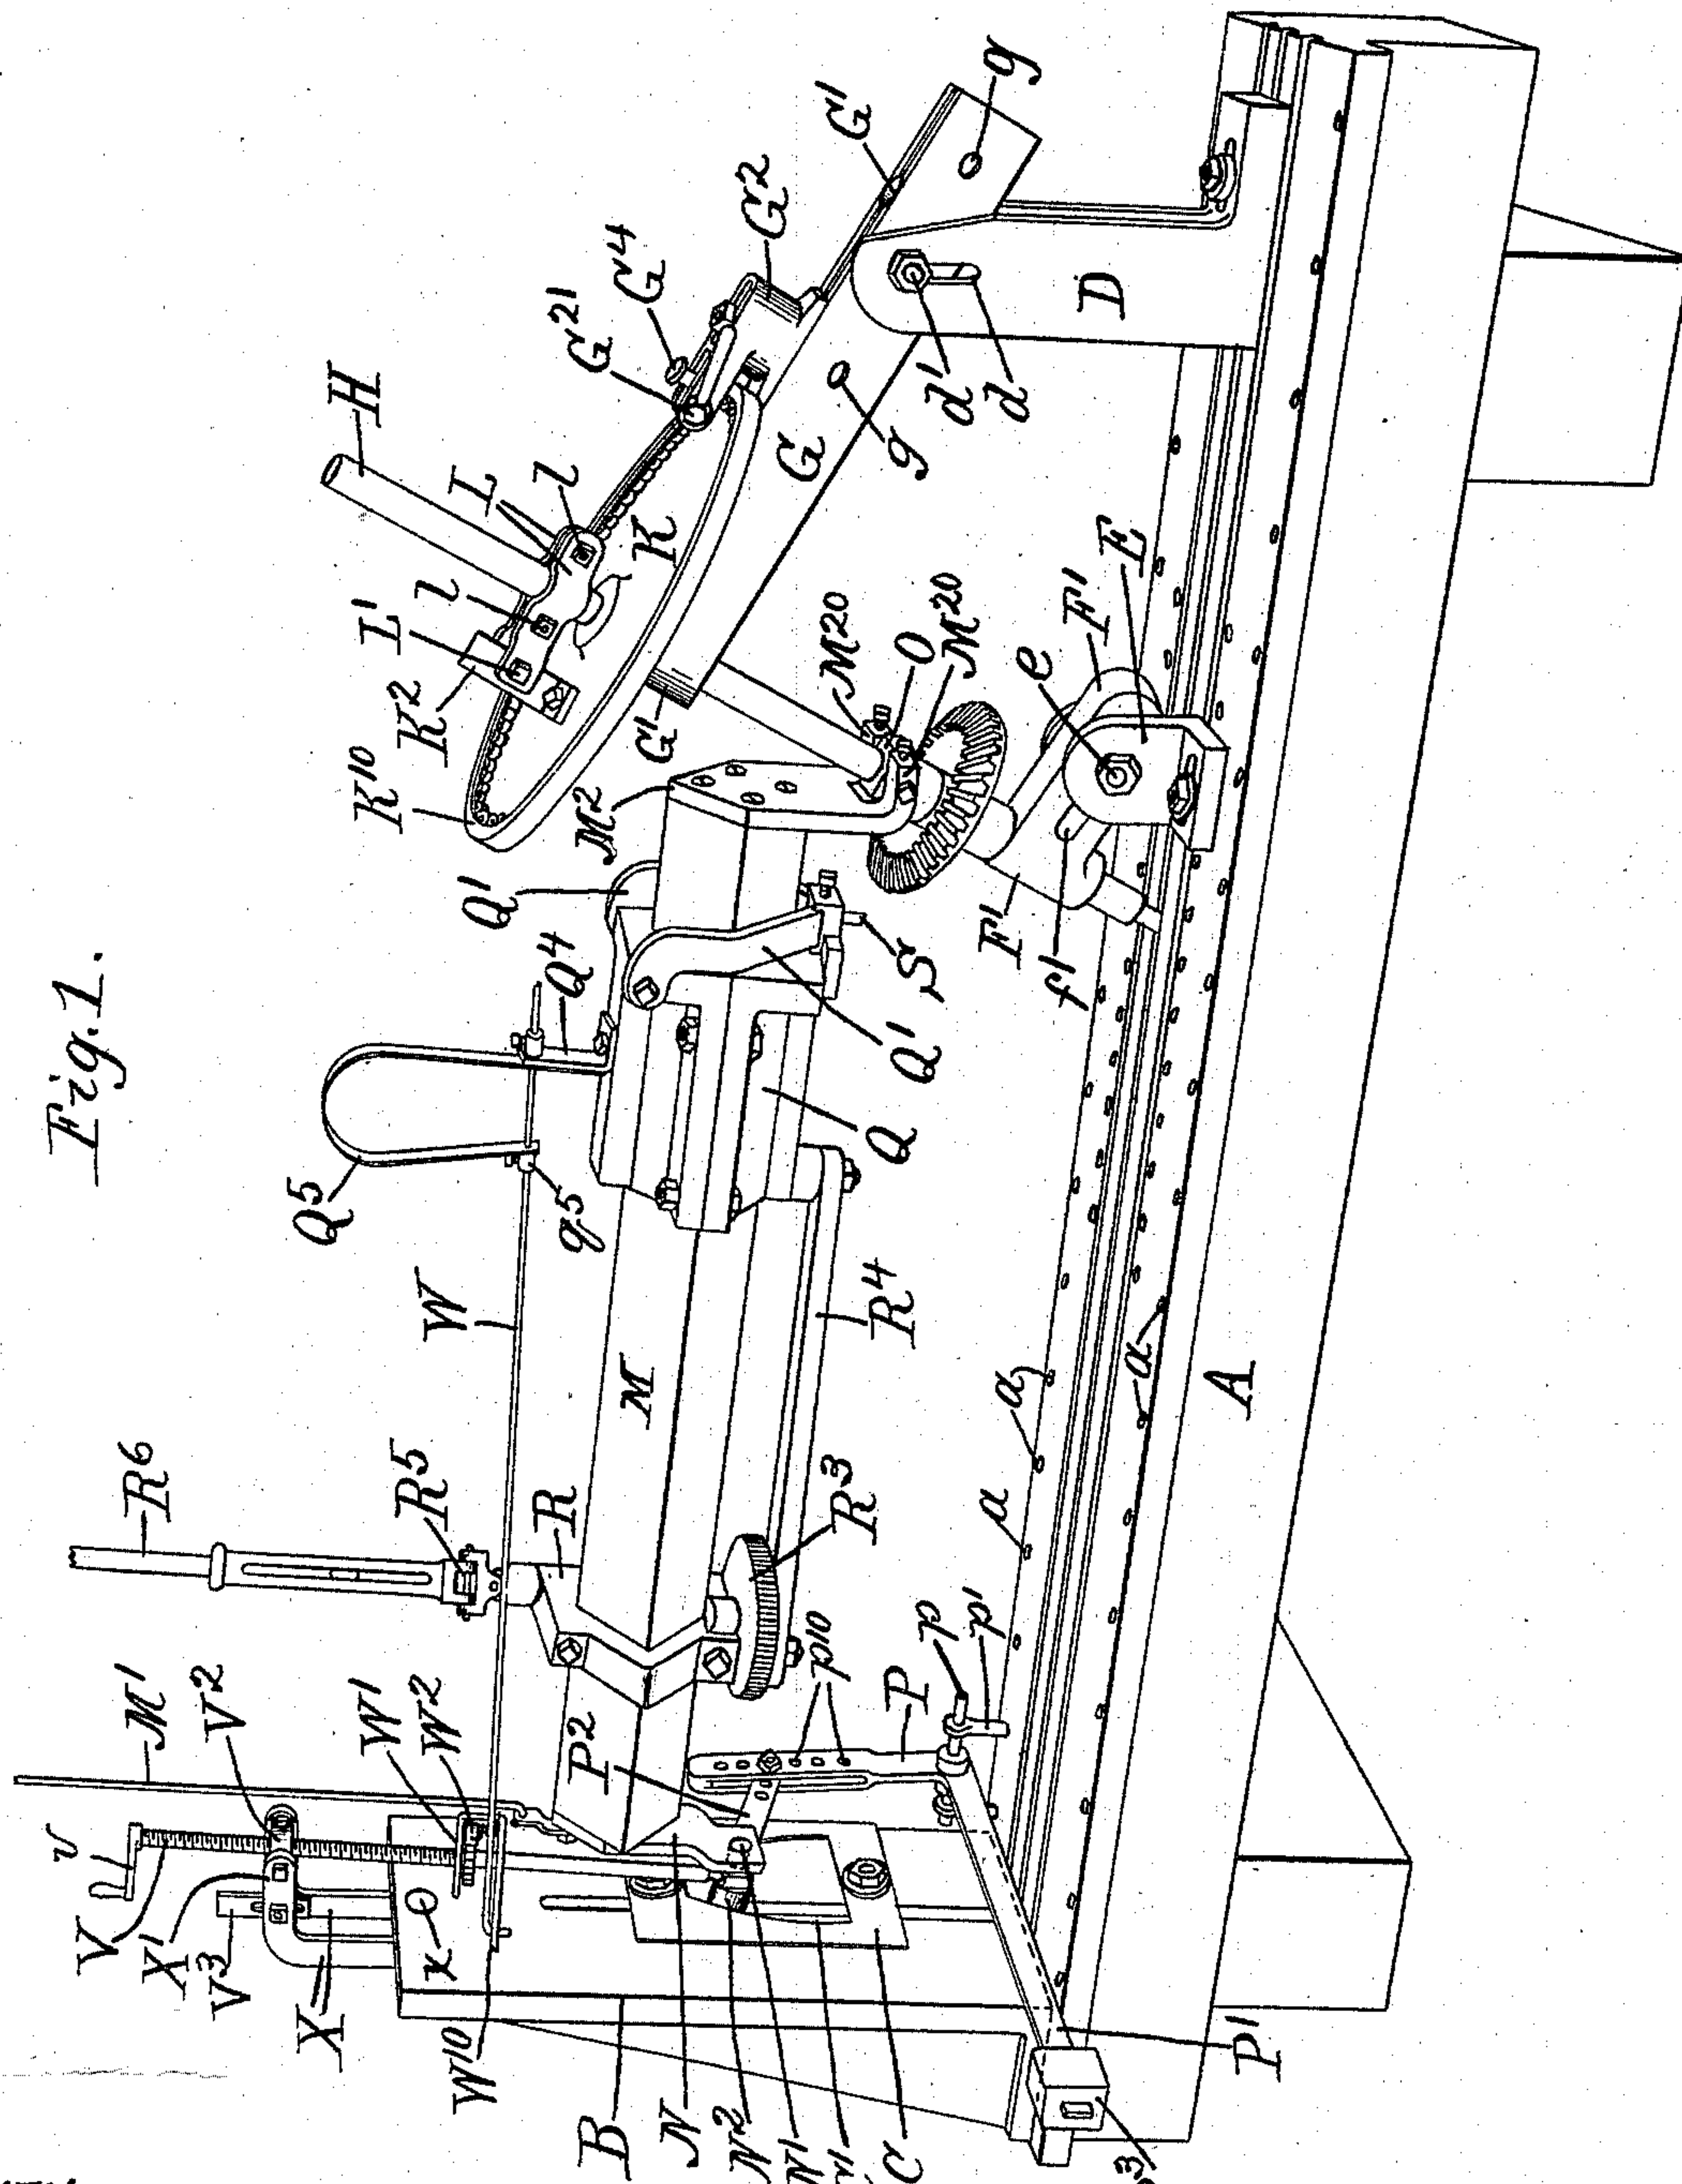 Fig. 1.
H
L
l
L'
l
K²
K¹⁰
K
G²¹
G⁴
G²
G'
g
G
g
G'
D
d'
d
M²⁰
O
M²⁰
M²
e
E
F'
F'
f'
Q'
Q⁴
Q⁵
q⁵
S
Q'
Q
W
M
R⁴
R⁶
R⁵
R
R³
a
a
a
A
M'
V²
W'
W²
P²
p¹⁰
P
p
p'
v
V
X'
V³
X
x
W¹⁰
B
N
N²
N'
C
P'